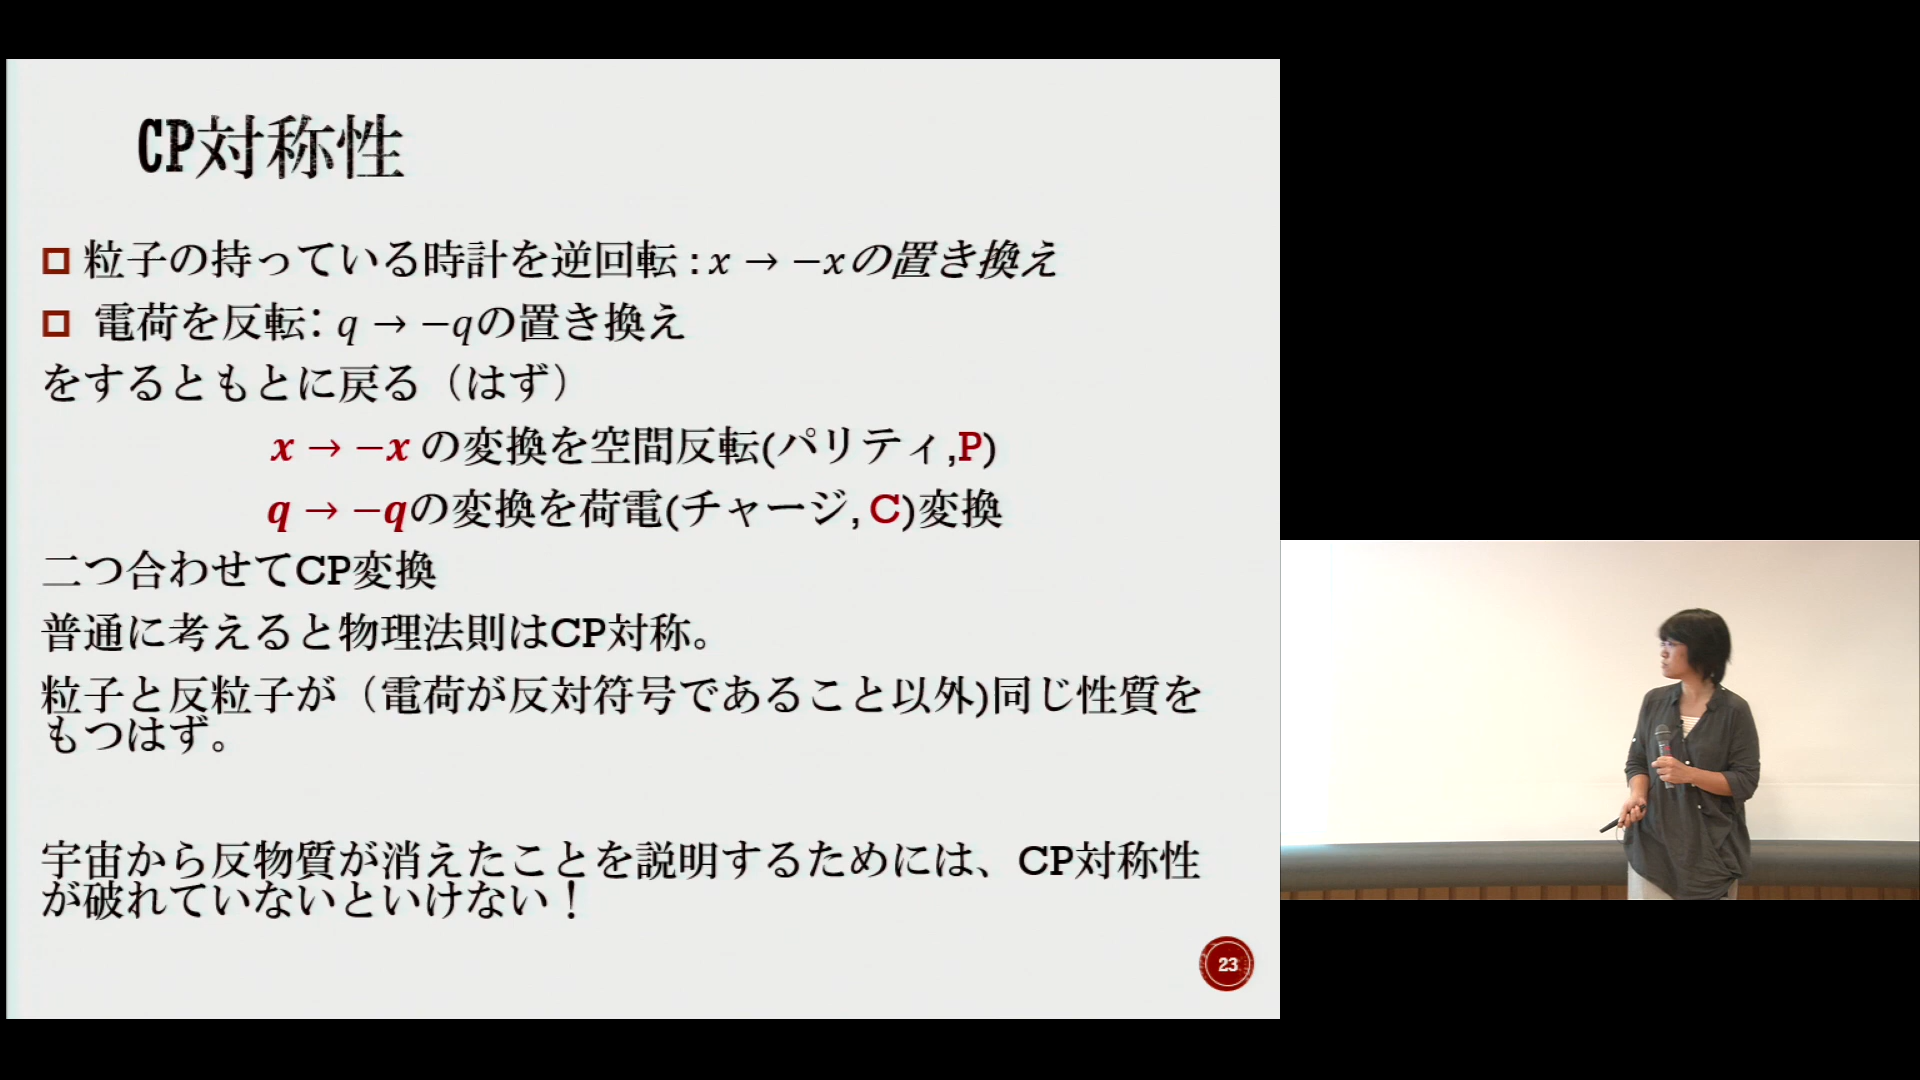 CP対称性
粒子の持っている時計を逆回転 : x → −xの置き換え
電荷を反転: q → −qの置き換え
をするともとに戻る（はず）
x → −x の変換を空間反転(パリティ,P)
q → −qの変換を荷電(チャージ, C)変換
二つ合わせてCP変換
普通に考えると物理法則はCP対称。
粒子と反粒子が（電荷が反対符号であること以外)同じ性質を
もつはず。
宇宙から反物質が消えたことを説明するためには、CP対称性
が破れていないといけない！
23